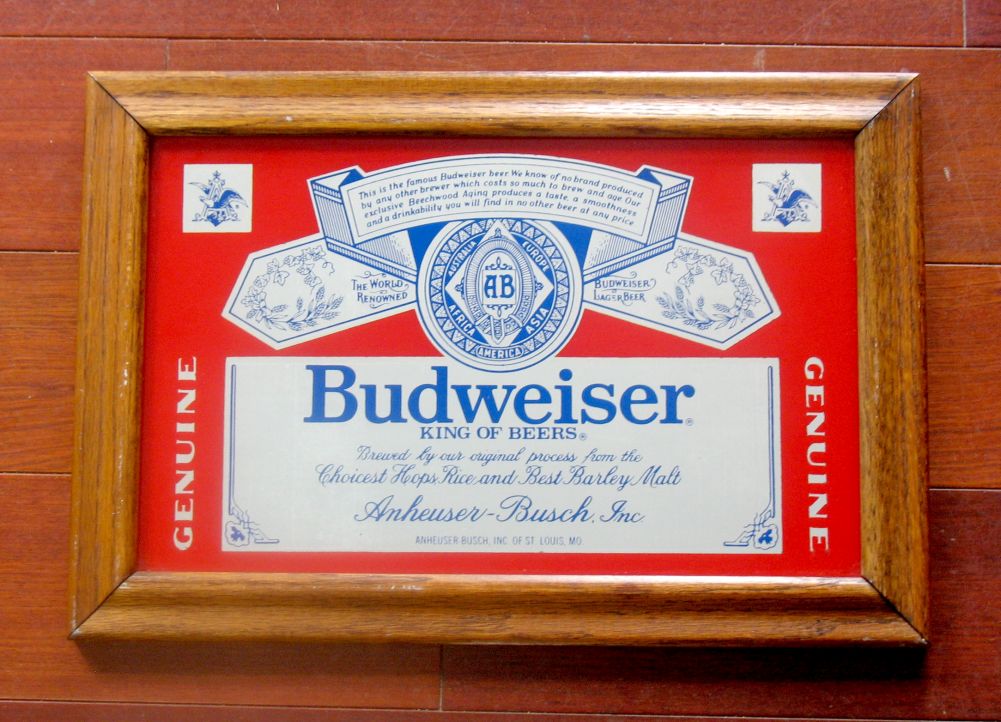 This is the famous Budweiser beer. We know of no brand produced
by any other brewer which costs so much to brew and age. Our
exclusive Beechwood Aging produces a taste, a smoothness
and a drinkability you will find in no other beer at any price.
AUSTRALIA
EUROPE
THE WORLD
RENOWNED
AB
BUDWEISER
LAGER BEER
AFRICA
ASIA
AMERICA
GENUINE
GENUINE
Budweiser®
KING OF BEERS®
Brewed by our original process from the
Choicest Hops, Rice and Best Barley Malt
Anheuser-Busch, Inc.
ANHEUSER-BUSCH, INC. OF ST. LOUIS, MO.